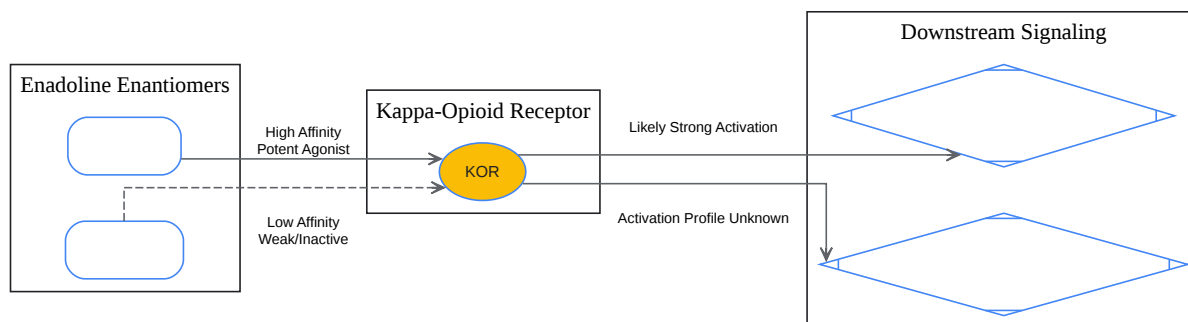 Enadoline Enantiomers
High Affinity
Potent Agonist
Low Affinity
Weak/Inactive
Kappa-Opioid Receptor
KOR
Likely Strong Activation
Activation Profile Unknown
Downstream Signaling